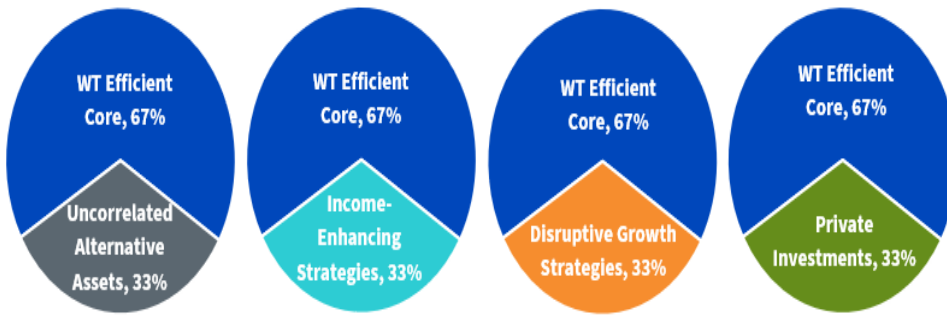 WT Efficient
Core, 67%
Uncorrelated
Alternative
Assets, 33%
WT Efficient
Core, 67%
Income-
Enhancing
Strategies, 33%
WT Efficient
Core, 67%
Disruptive Growth
Strategies, 33%
WT Efficient
Core, 67%
Private
Investments, 33%